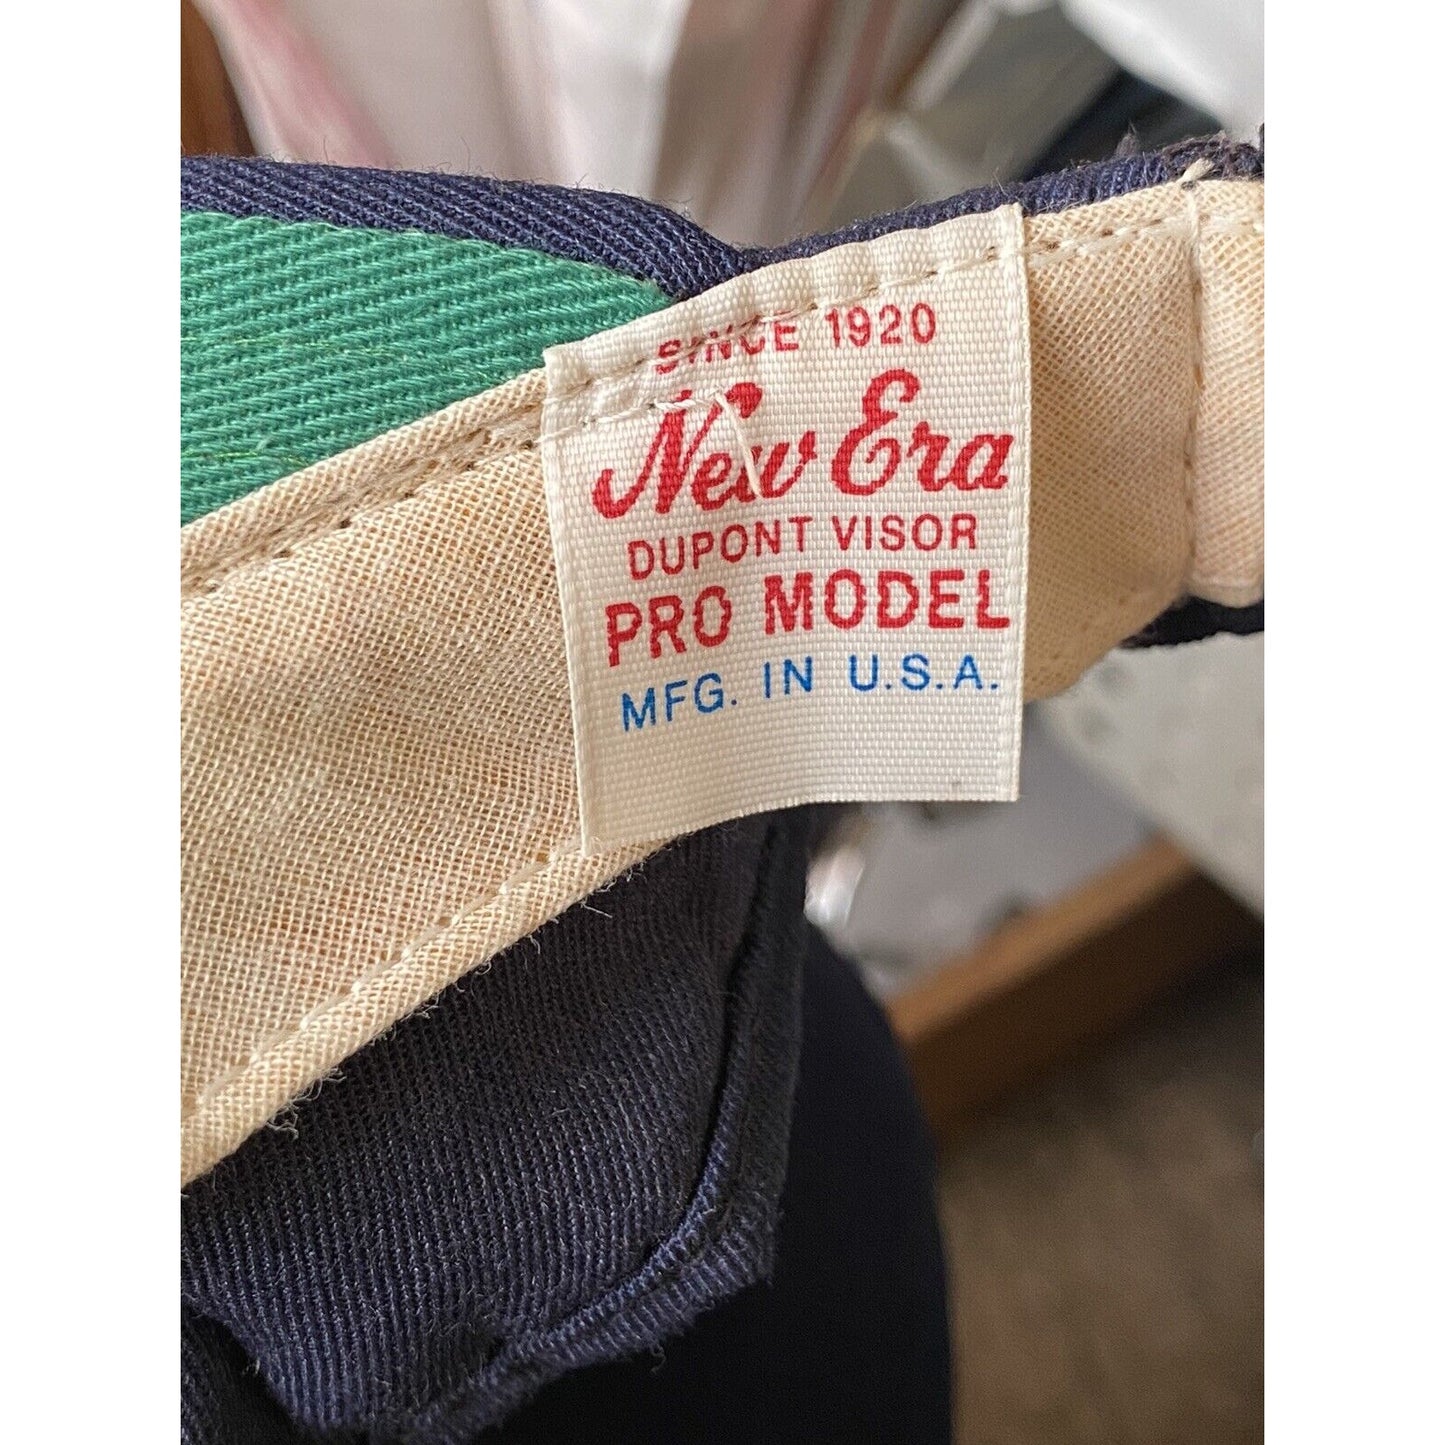 SINCE 1920
New Era
DUPONT VISOR
PRO MODEL
MFG. IN U.S.A.